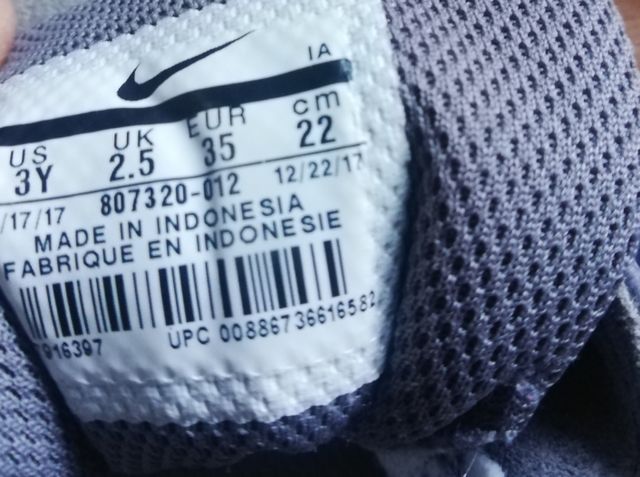 IA
US UK EUR cm
3Y 2.5 35 22
/17/17 807320-012 12/22/17
MADE IN INDONESIA
FABRIQUE EN INDONESIE
916397 UPC 00886736616582